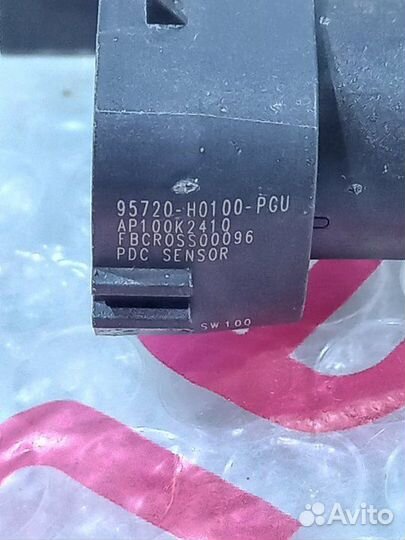 95720-H0100-PGU
AP100K2410
FBCROSS00096
PDC SENSOR
SW100
Avito